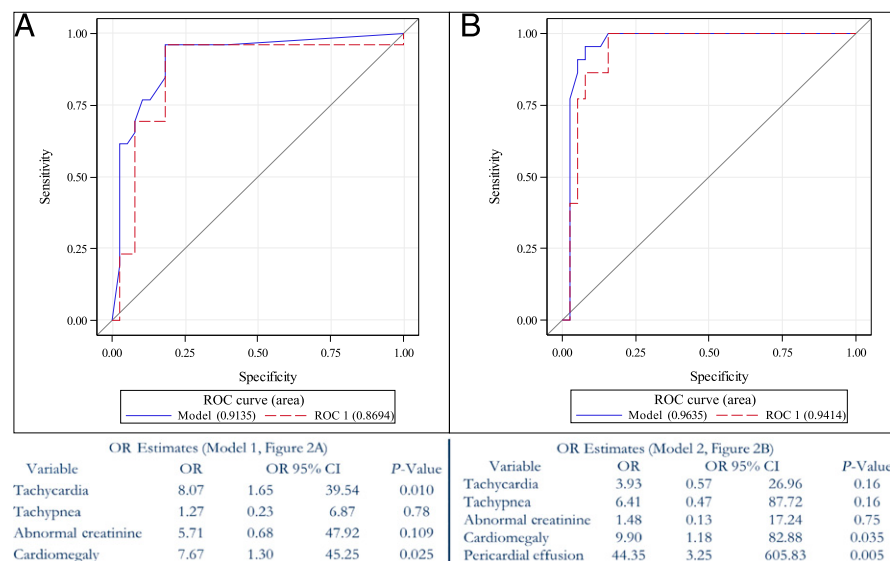 A
1.00
0.75
0.50
0.25
0.00
Sensitivity
0.00 0.25 0.50 0.75 1.00
Specificity
ROC curve (area)
Model (0.9135) ROC 1 (0.8694)
B
1.00
0.75
0.50
0.25
0.00
Sensitivity
0.00 0.25 0.50 0.75 1.00
Specificity
ROC curve (area)
Model (0.9635) ROC 1 (0.9414)
OR Estimates (Model 1, Figure 2A)
Variable OR OR 95% CI P-Value
Tachycardia 8.07 1.65 39.54 0.010
Tachypnea 1.27 0.23 6.87 0.78
Abnormal creatinine 5.71 0.68 47.92 0.109
Cardiomegaly 7.67 1.30 45.25 0.025
OR Estimates (Model 2, Figure 2B)
Variable OR OR 95% CI P-Value
Tachycardia 3.93 0.57 26.96 0.16
Tachypnea 6.41 0.47 87.72 0.16
Abnormal creatinine 1.48 0.13 17.24 0.75
Cardiomegaly 9.90 1.18 82.88 0.035
Pericardial effusion 44.35 3.25 605.83 0.005